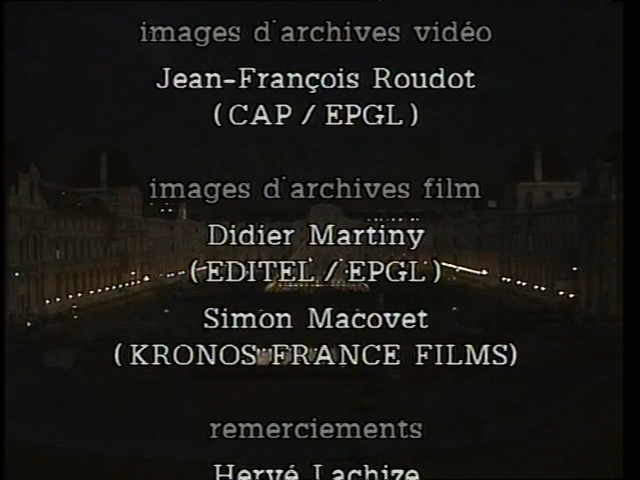 images d'archives vidéo
Jean-François Roudot
(CAP / EPGL)
images d'archives film
Didier Martiny
(EDITEL / EPGL)
Simon Macovet
(KRONOS FRANCE FILMS)
remerciements
Hervé Lachize